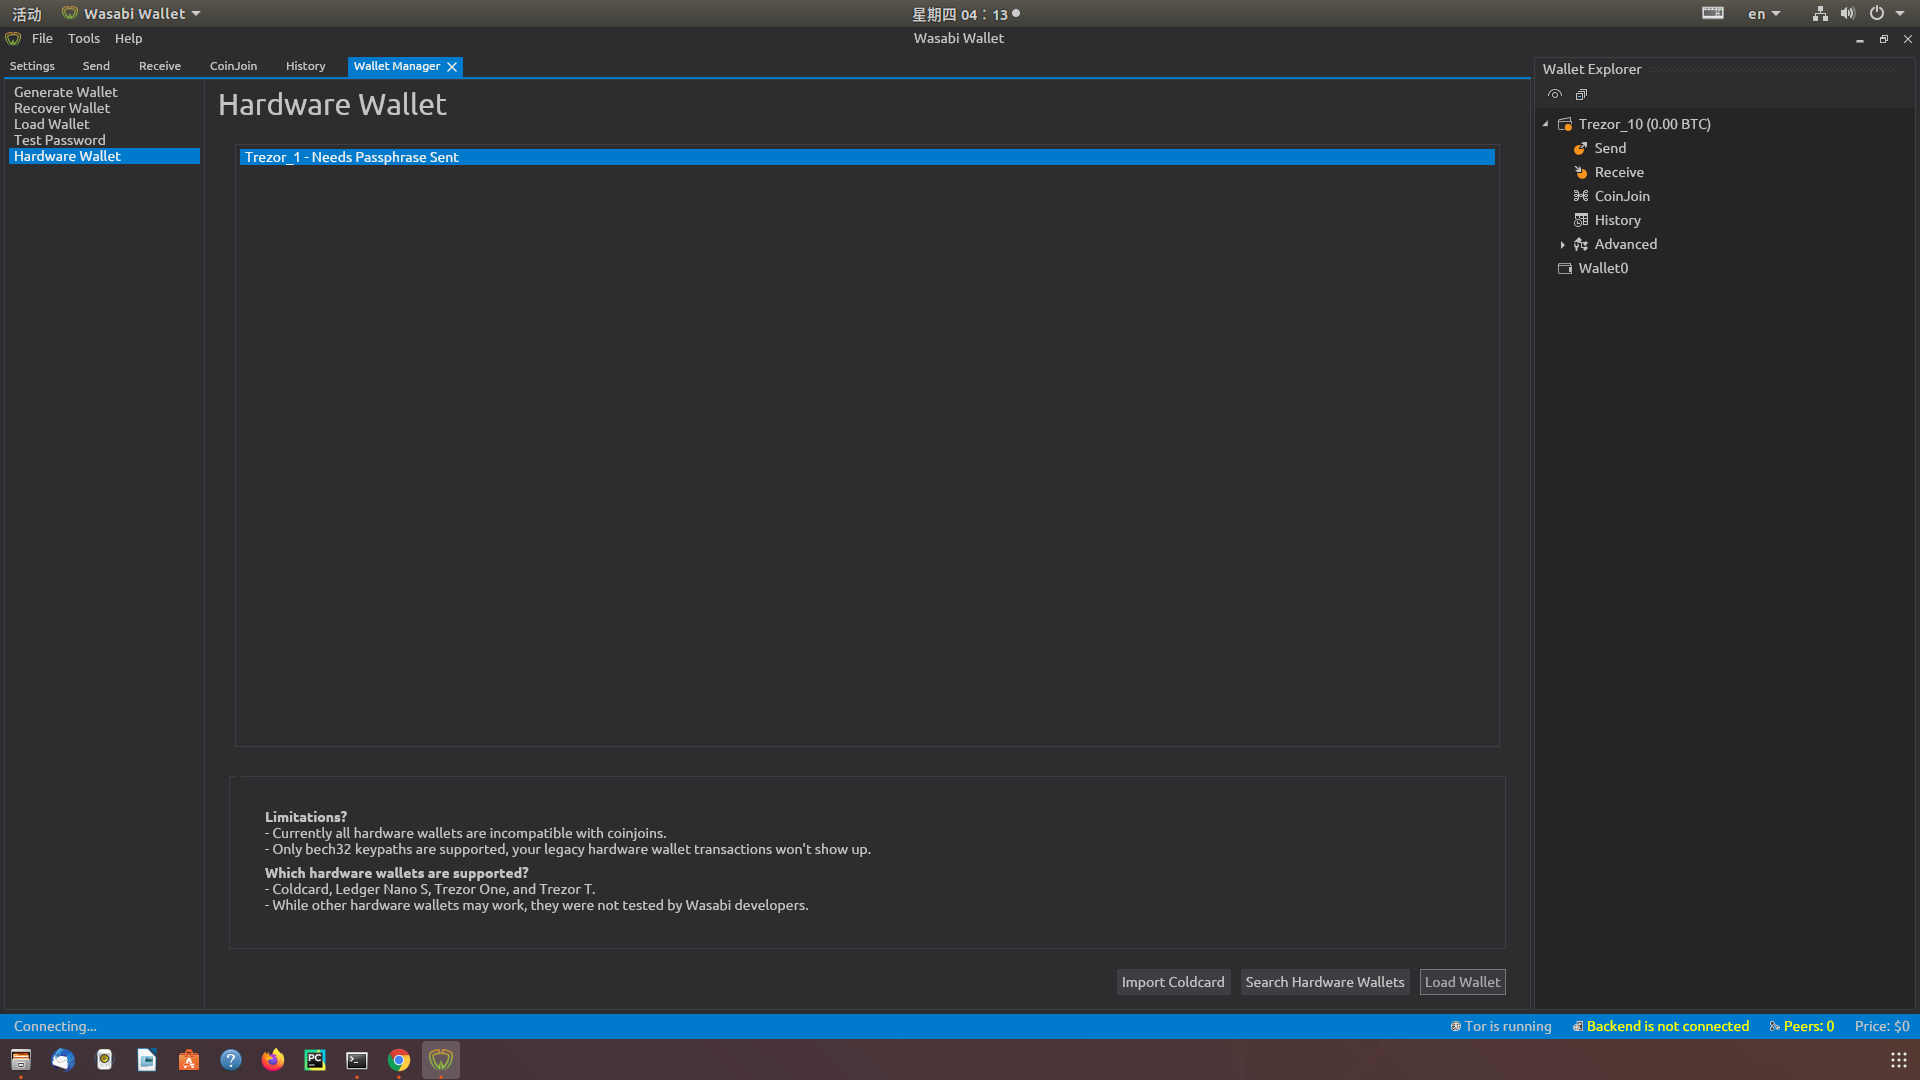 活动
Wasabi Wallet
星期四 04：13
en
File
Tools
Help
Wasabi Wallet
Settings
Send
Receive
CoinJoin
History
Wallet Manager
Generate Wallet
Recover Wallet
Load Wallet
Test Password
Hardware Wallet
Hardware Wallet
Trezor_1 - Needs Passphrase Sent
Limitations?
- Currently all hardware wallets are incompatible with coinjoins.
- Only bech32 keypaths are supported, your legacy hardware wallet transactions won't show up.
Which hardware wallets are supported?
- Coldcard, Ledger Nano S, Trezor One, and Trezor T.
- While other hardware wallets may work, they were not tested by Wasabi developers.
Import Coldcard
Search Hardware Wallets
Load Wallet
Wallet Explorer
Trezor_10 (0.00 BTC)
Send
Receive
CoinJoin
History
Advanced
Wallet0
Connecting...
Tor is running
Backend is not connected
Peers: 0
Price: $0
PC